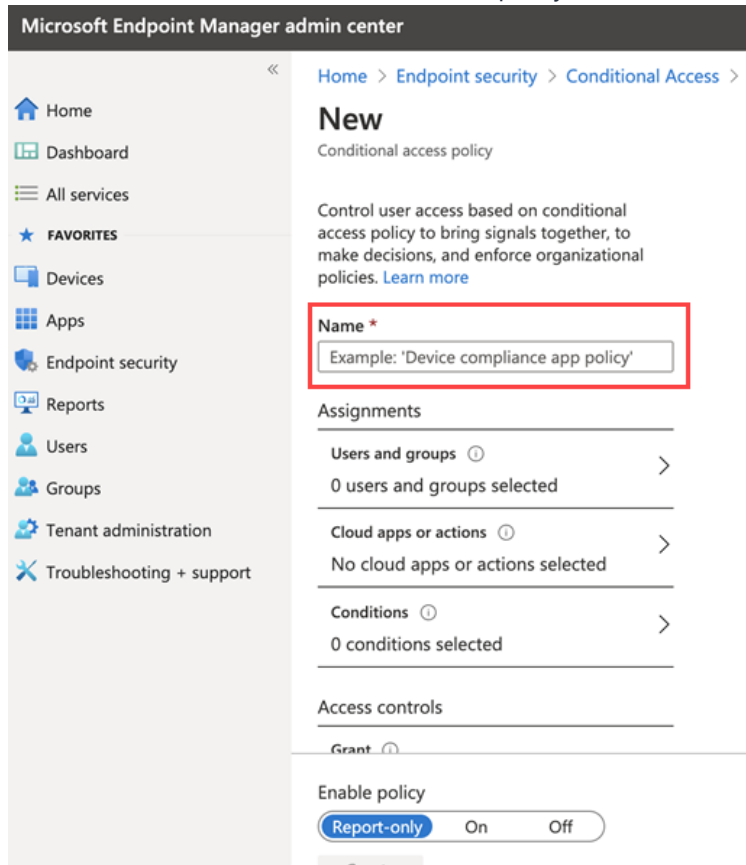 Microsoft Endpoint Manager admin center
«
Home > Endpoint security > Conditional Access >
Home
Dashboard
All services
FAVORITES
Devices
Apps
Endpoint security
Reports
Users
Groups
Tenant administration
Troubleshooting + support
New
Conditional access policy
Control user access based on conditional
access policy to bring signals together, to
make decisions, and enforce organizational
policies. Learn more
Name *
Example: 'Device compliance app policy'
Assignments
Users and groups
0 users and groups selected
Cloud apps or actions
No cloud apps or actions selected
Conditions
0 conditions selected
Access controls
Grant
Enable policy
Report-only On Off